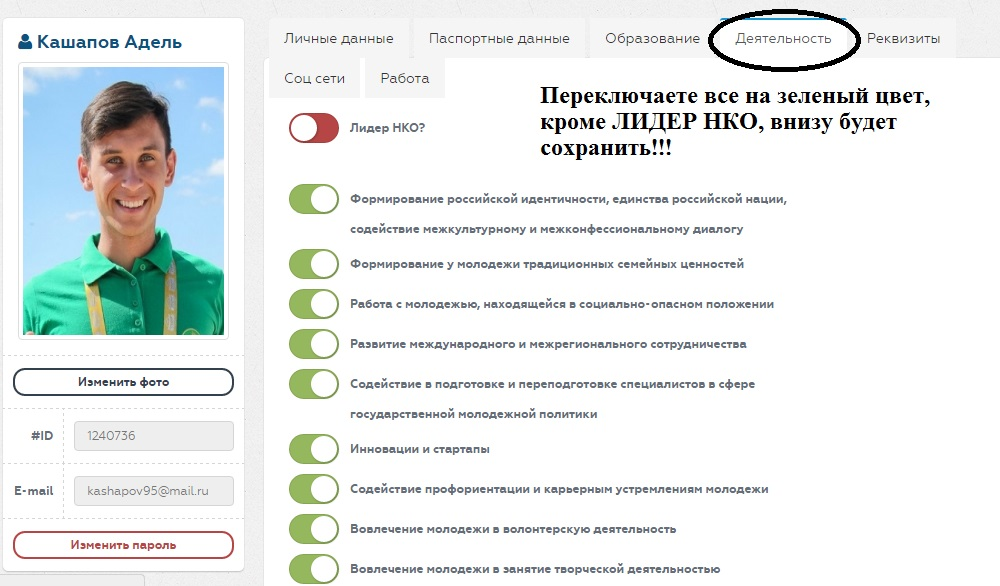 Кашапов Адель
Изменить фото
#ID 1240736
E-mail kashapov95@mail.ru
Изменить пароль
Личные данные Паспортные данные Образование Деятельность Реквизиты
Соц сети Работа
Лидер НКО?
Переключаете все на зеленый цвет,
кроме ЛИДЕР НКО, внизу будет
сохранить!!!
Формирование российской идентичности, единства российской нации,
содействие межкультурному и межконфессиональному диалогу
Формирование у молодежи традиционных семейных ценностей
Работа с молодежью, находящейся в социально-опасном положении
Развитие международного и межрегионального сотрудничества
Содействие в подготовке и переподготовке специалистов в сфере
государственной молодежной политики
Инновации и стартапы
Содействие профориентации и карьерным устремлениям молодежи
Вовлечение молодежи в волонтерскую деятельность
Вовлечение молодежи в занятие творческой деятельностью